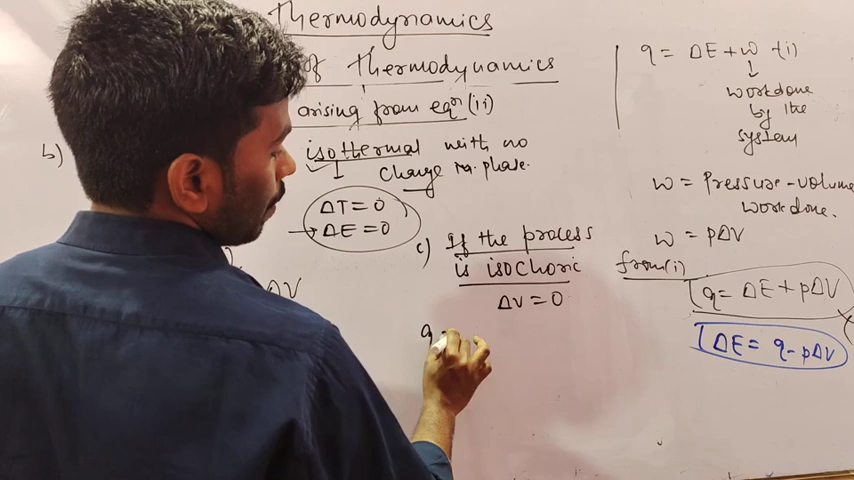 thermodynamics
of thermodynamics
arising from eqn (ii)
b)
isothermal with no
change in phase.
ΔT=0
ΔE=0
ΔV
c) If the process
is isochoric
ΔV=0
q=
q = ΔE+w -(i)
workdone
by the
system
w = Pressure-volume
workdone.
w = pΔV
from(i)
q = ΔE + pΔV
ΔE = q-pΔV